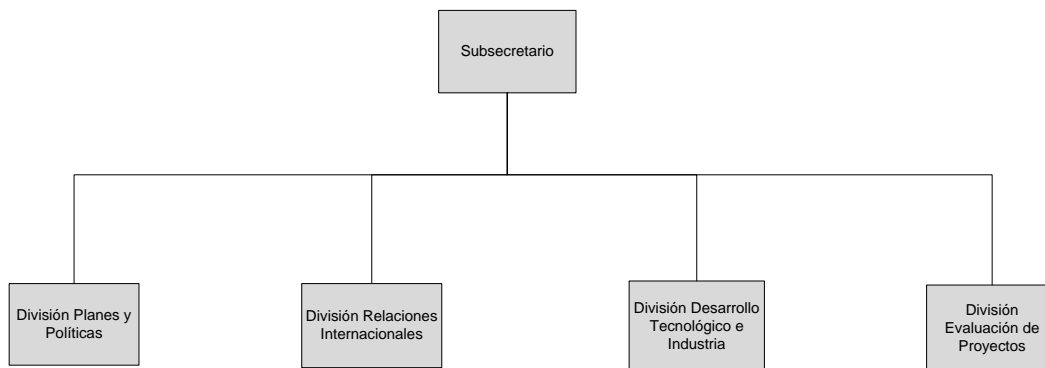 Subsecretario
División Planes y
Políticas
División Relaciones
Internacionales
División Desarrollo
Tecnológico e
Industria
División
Evaluación de
Proyectos